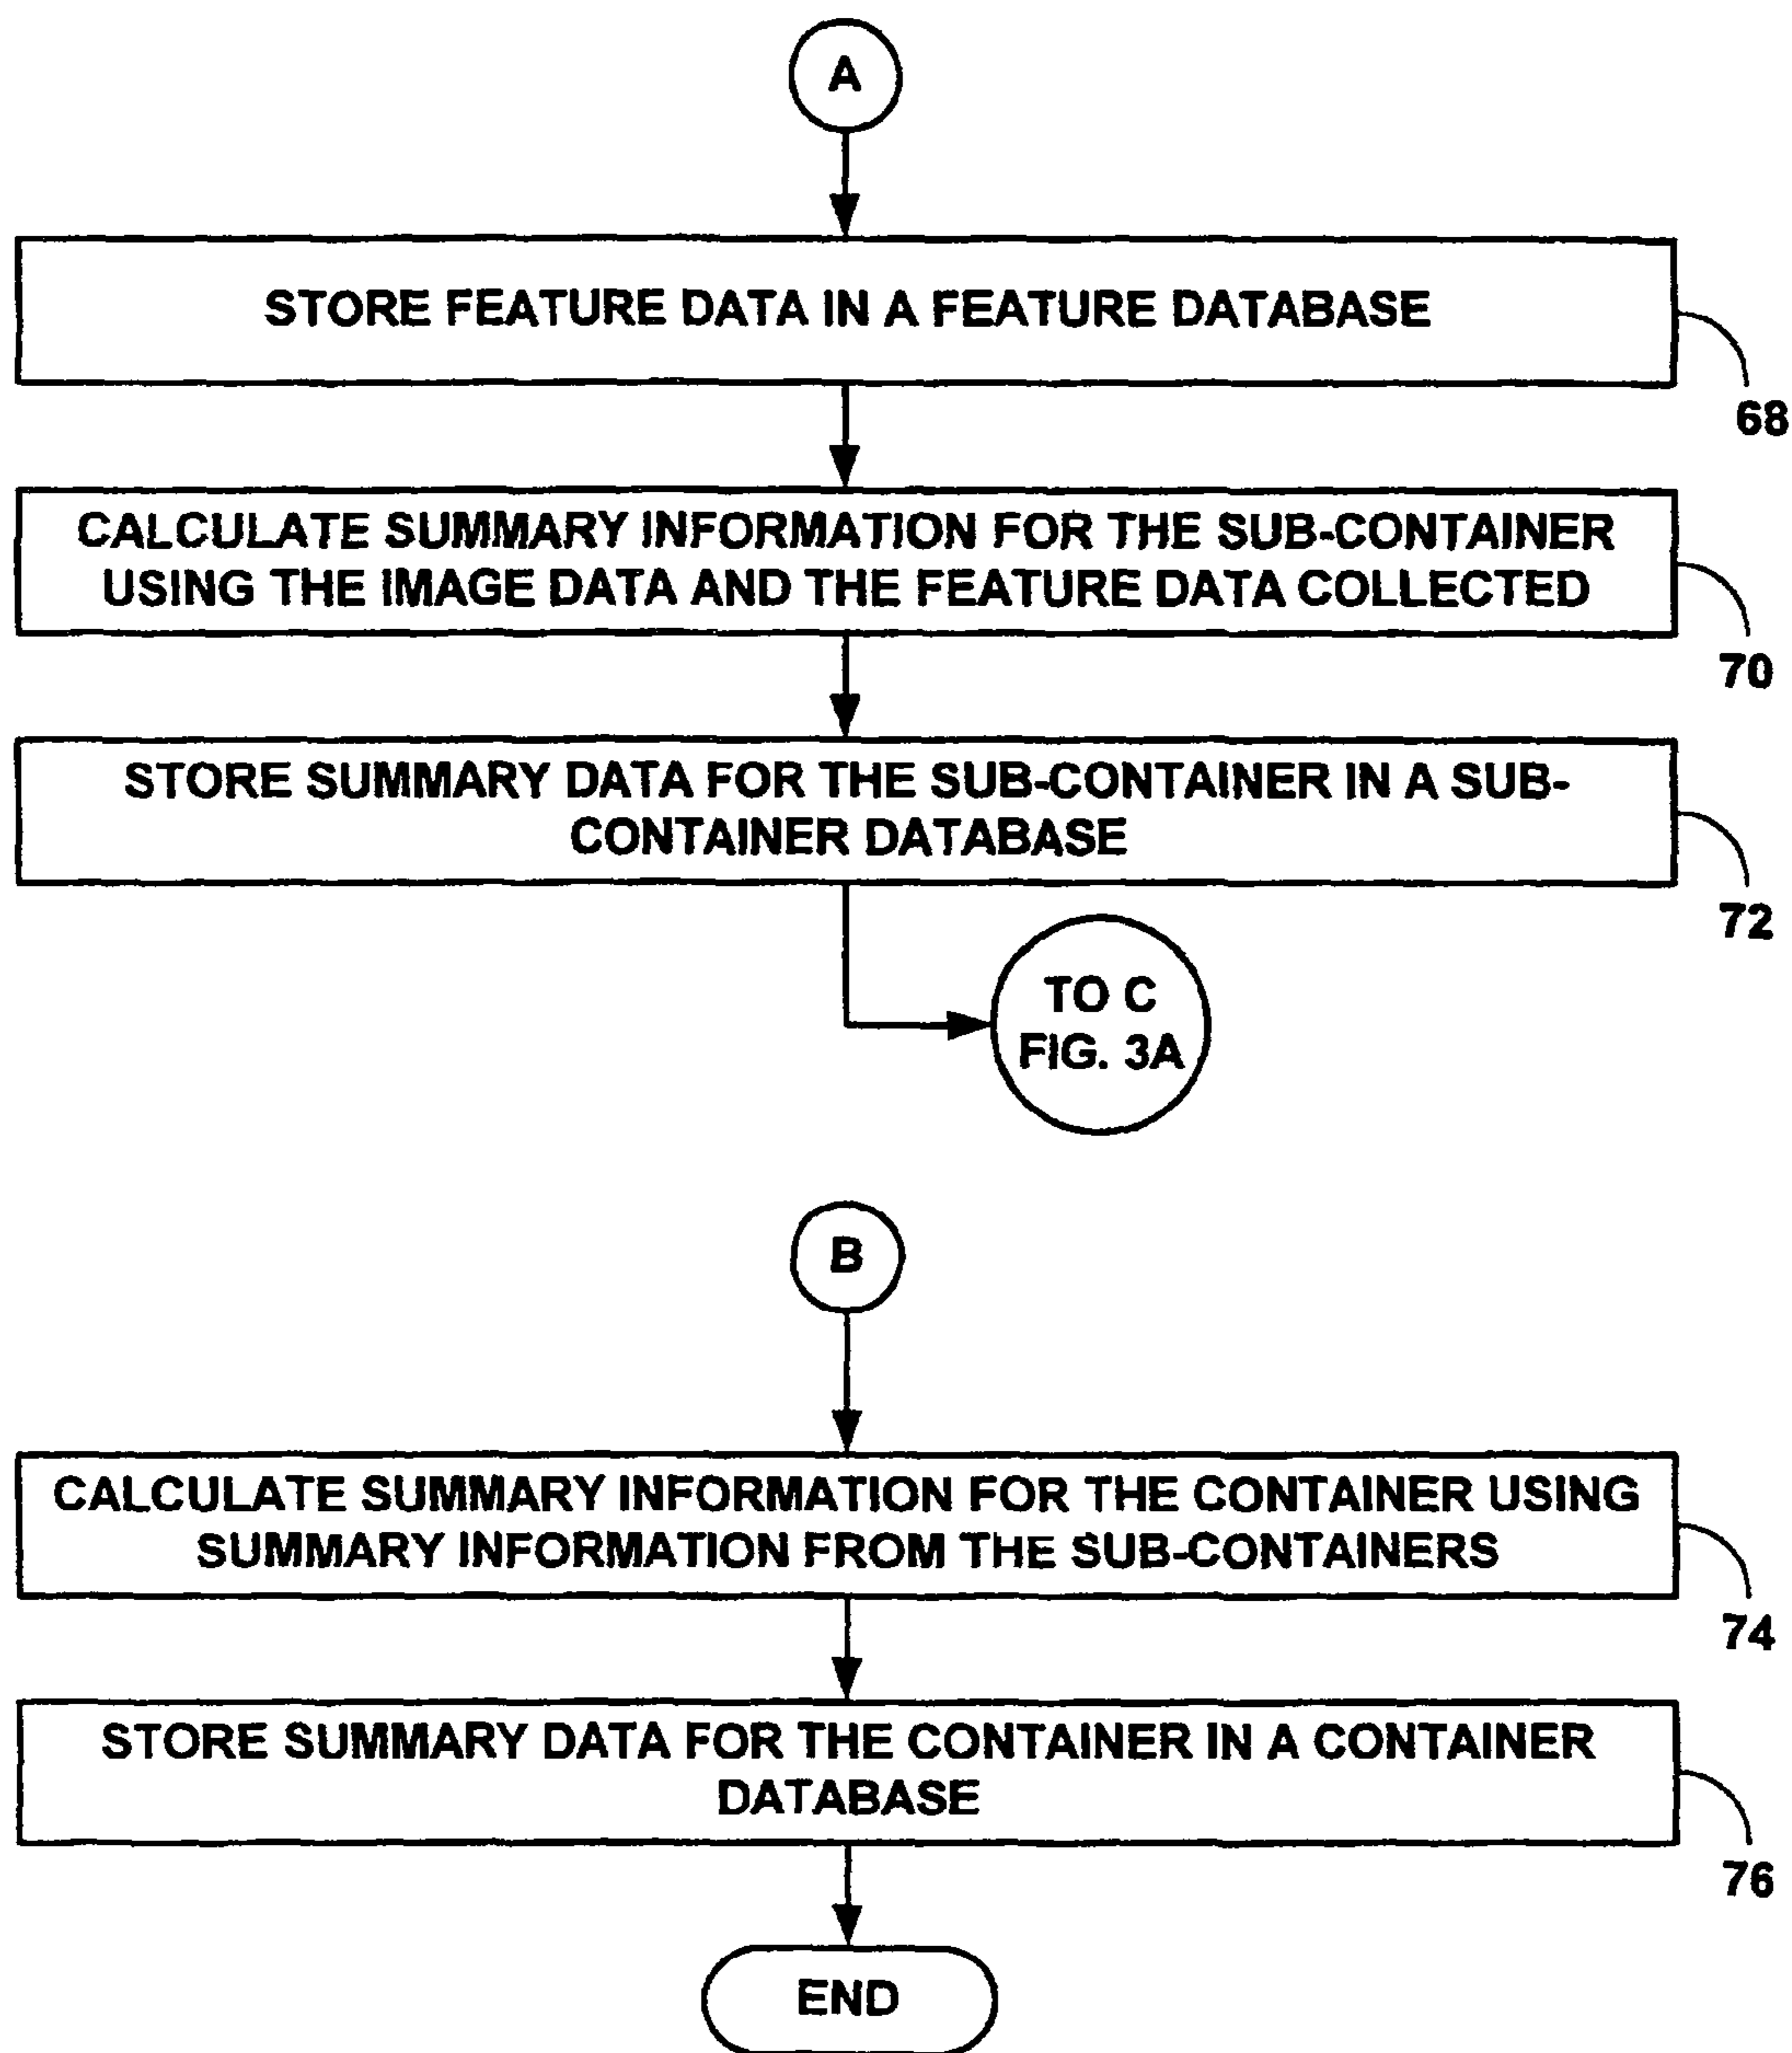 A
STORE FEATURE DATA IN A FEATURE DATABASE
68
CALCULATE SUMMARY INFORMATION FOR THE SUB-CONTAINER
USING THE IMAGE DATA AND THE FEATURE DATA COLLECTED
70
STORE SUMMARY DATA FOR THE SUB-CONTAINER IN A SUB-
CONTAINER DATABASE
72
TO C
FIG. 3A
B
CALCULATE SUMMARY INFORMATION FOR THE CONTAINER USING
SUMMARY INFORMATION FROM THE SUB-CONTAINERS
74
STORE SUMMARY DATA FOR THE CONTAINER IN A CONTAINER
DATABASE
76
END